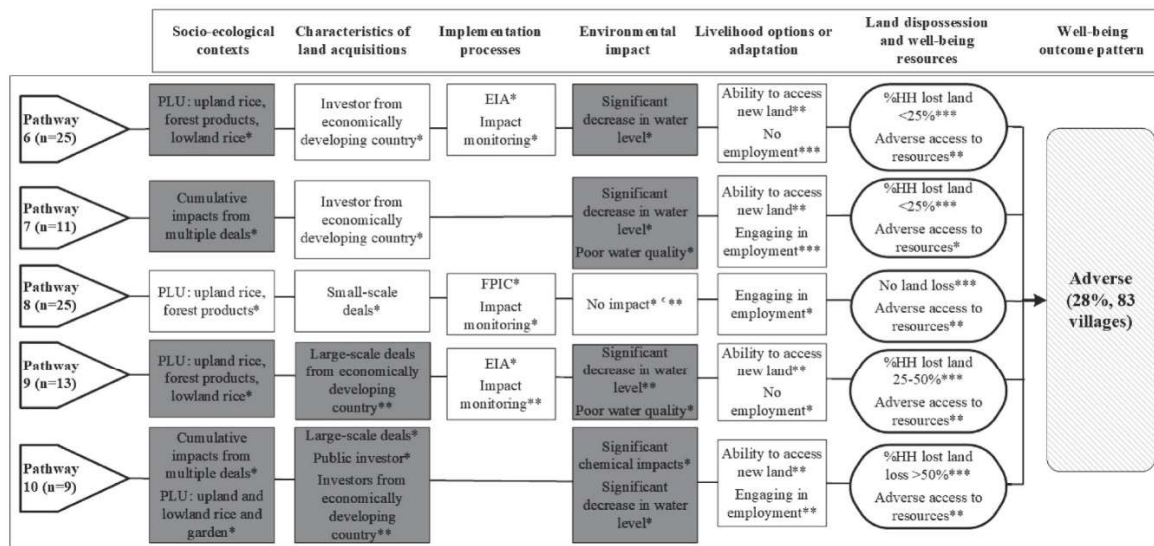 Socio-ecological
contexts
Characteristics of
land acquisitions
Implementation
processes
Environmental
impact
Livelihood options or
adaptation
Land dispossession
and well-being
resources
Well-being
outcome pattern
Pathway
6 (n=25)
PLU: upland rice,
forest products,
lowland rice*
Investor from
economically
developing country*
EIA*
Impact
monitoring*
Significant
decrease in water
level*
Ability to access
new land**
No
employment***
%HH lost land
<25%***
Adverse access to
resources**
Pathway
7 (n=11)
Cumulative
impacts from
multiple deals*
Investor from
economically
developing country*
Significant
decrease in water
level*
Poor water quality*
Ability to access
new land**
Engaging in
employment***
%HH lost land
<25%***
Adverse access to
resources*
Pathway
8 (n=25)
PLU: upland rice,
forest products*
Small-scale
deals*
FPIC*
Impact
monitoring*
No impact* ‘ **
Engaging in
employment*
No land loss***
Adverse access to
resources**
Pathway
9 (n=13)
PLU: upland rice,
forest products,
lowland rice*
Large-scale deals
from economically
developing
country**
EIA*
Impact
monitoring**
Significant
decrease in water
level**
Poor water quality*
Ability to access
new land**
No
employment*
%HH lost land
25-50%***
Adverse access to
resources**
Pathway
10 (n=9)
Cumulative
impacts from
multiple deals*
PLU: upland and
lowland rice and
garden*
Large-scale deals*
Public investor*
Investors from
economically
developing
country**
Significant
chemical impacts*
Significant
decrease in water
level*
Ability to access
new land**
Engaging in
employment**
%HH lost land
loss >50%***
Adverse access to
resources**
Adverse
(28%, 83
villages)